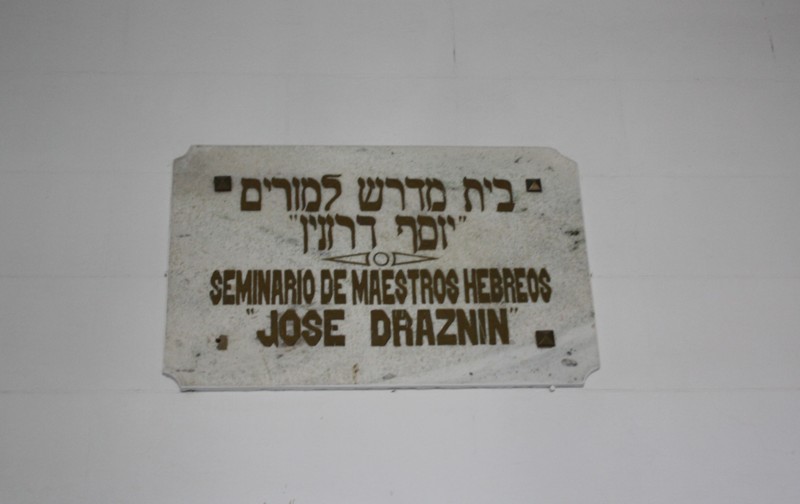 בית מדרש למורים
"יוסף דרזנין"
SEMINARIO DE MAESTROS HEBREOS
"JOSE DRAZNIN"